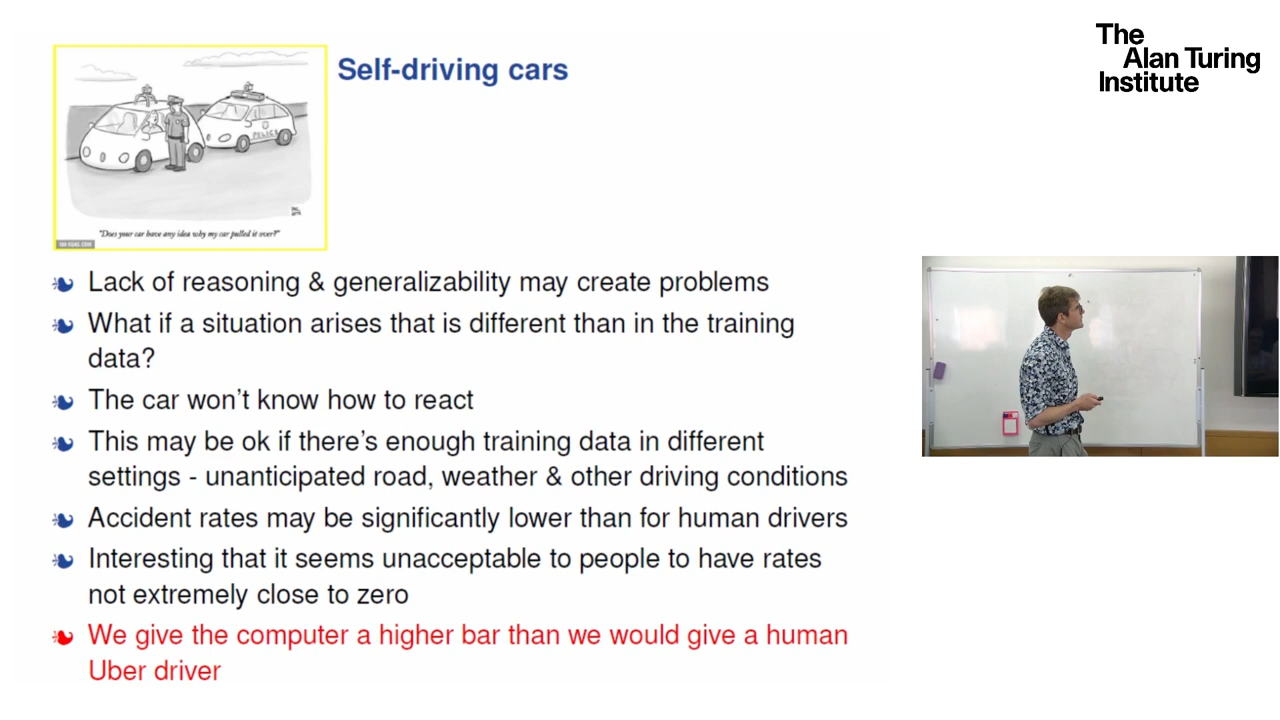 The
Alan Turing
Institute
Self-driving cars
POLICE
"Does your car have any idea why my car pulled it over?"
Lack of reasoning & generalizability may create problems
What if a situation arises that is different than in the training
data?
The car won't know how to react
This may be ok if there's enough training data in different
settings - unanticipated road, weather & other driving conditions
Accident rates may be significantly lower than for human drivers
Interesting that it seems unacceptable to people to have rates
not extremely close to zero
We give the computer a higher bar than we would give a human
Uber driver